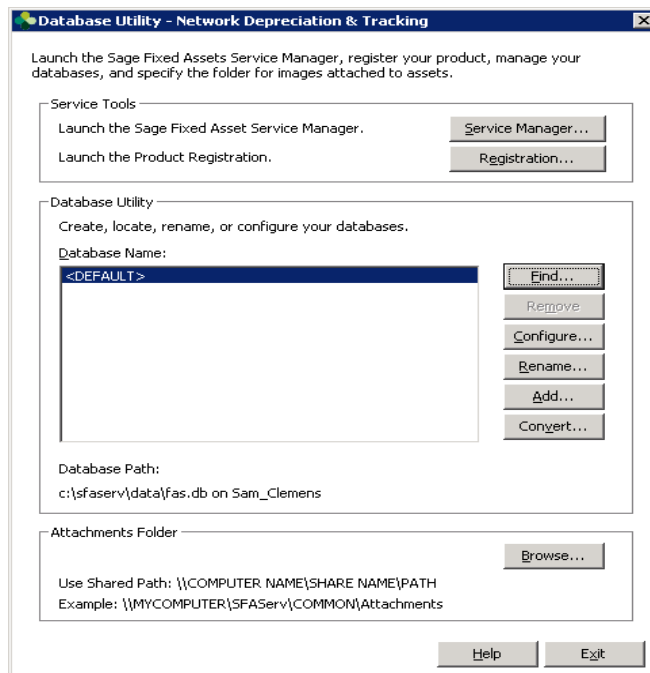 Database Utility - Network Depreciation & Tracking
Launch the Sage Fixed Assets Service Manager, register your product, manage your
databases, and specify the folder for images attached to assets.
Service Tools
Launch the Sage Fixed Asset Service Manager.
Service Manager...
Launch the Product Registration.
Registration...
Database Utility
Create, locate, rename, or configure your databases.
Database Name:
<DEFAULT>
Find...
Remove
Configure...
Rename...
Add...
Convert...
Database Path:
c:\sfaserv\data\fas.db on Sam_Clemens
Attachments Folder
Browse...
Use Shared Path: \\COMPUTER NAME\SHARE NAME\PATH
Example: \\MYCOMPUTER\SFAServ\COMMON\Attachments
Help
Exit